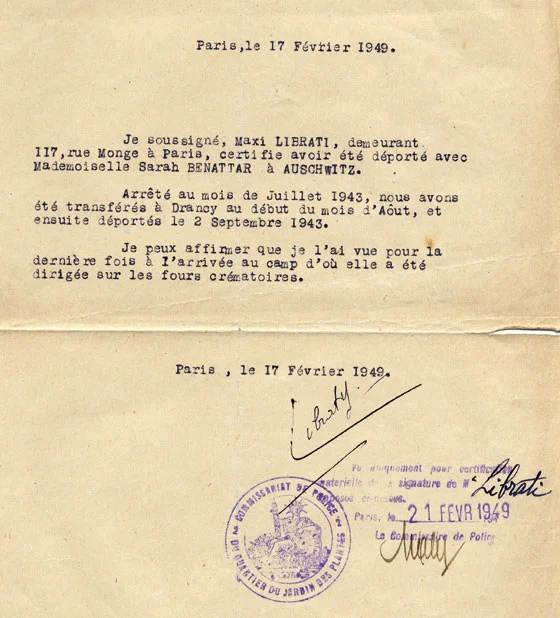 Paris,le 17 Février 1949.
Je soussigné, Maxi LIBRATI, demeurant
II7,rue Monge à Paris, certifie avoir été déporté avec
Mademoiselle Sarah BENATTAR à AUSCHWITZ.
Arrêté au mois de Juillet 1943, nous avons
été transférés à Drancy au début du mois d'Août, et
ensuite déportés le 2 Septembre 1943.
Je peux affirmer que je l'ai vue pour la
dernière fois à l'arrivée au camp d'où elle a été
dirigée sur les fours crématoires.
Paris , le 17 Février 1949.
Libraty
Vu uniquement pour certification
matérielle de la signature de M Librati
apposée ci-dessus.
Paris, le 21 FEVR 1949
Le Commissaire de Police
COMMISSARIAT DE POLICE
DU QUARTIER DU JARDIN DES PLANTES